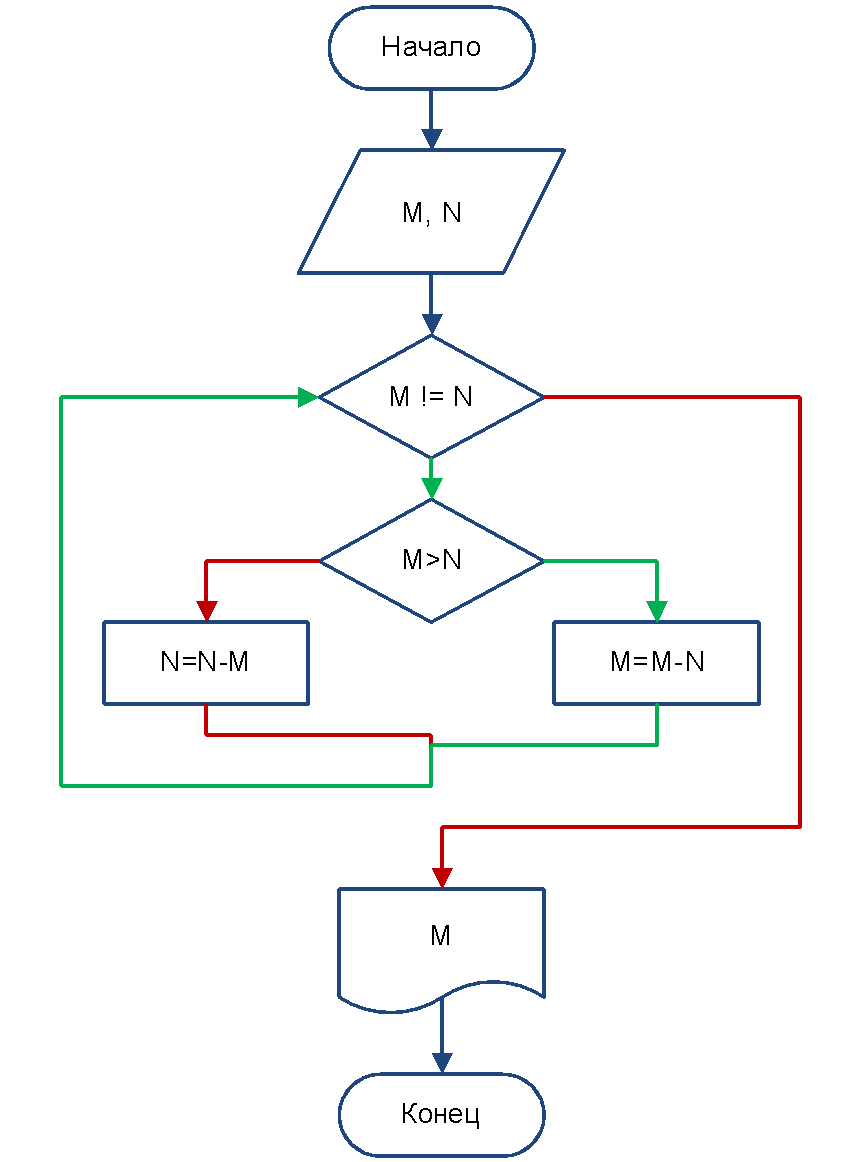 Начало
M, N
M != N
M>N
N=N-M
M=M-N
M
Конец